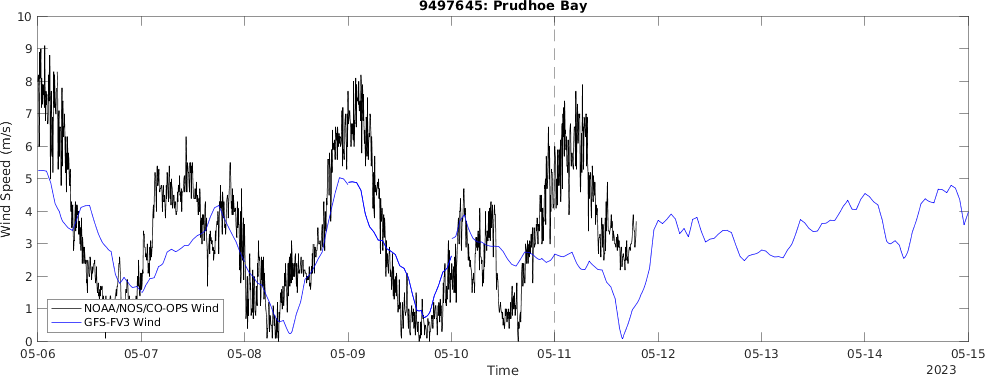 9497645: Prudhoe Bay
10
9
8
7
6
5
4
3
2
1
0
Wind Speed (m/s)
NOAA/NOS/CO-OPS Wind
GFS-FV3 Wind
05-06 05-07 05-08 05-09 05-10 05-11 05-12 05-13 05-14 05-15
Time
2023